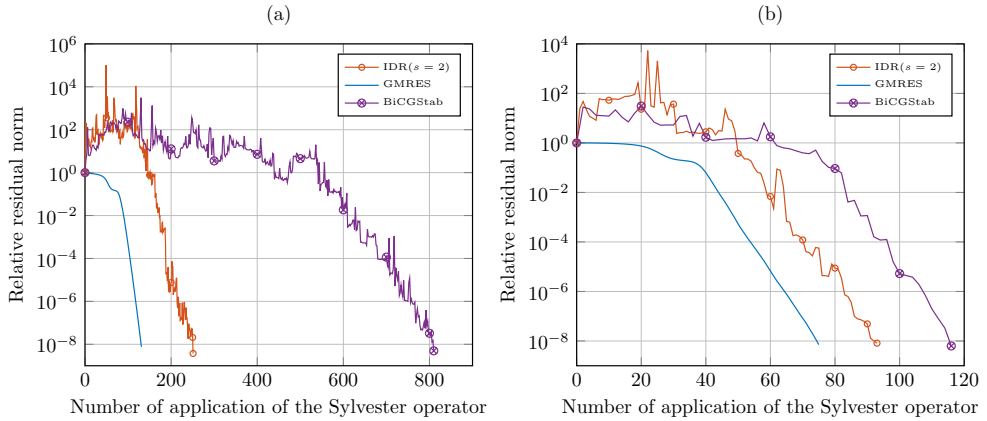 (a)
Relative residual norm
10^6
10^4
10^2
10^0
10^−2
10^−4
10^−6
10^−8
0 200 400 600 800
Number of application of the Sylvester operator
IDR(s = 2)
GMRES
BiCGStab
(b)
Relative residual norm
10^4
10^2
10^0
10^−2
10^−4
10^−6
10^−8
0 20 40 60 80 100 120
Number of application of the Sylvester operator
IDR(s = 2)
GMRES
BiCGStab